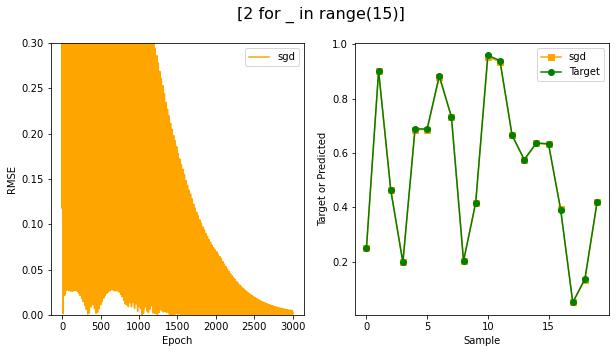 [2 for _ in range(15)]
0.30
0.25
0.20
0.15
0.10
0.05
0.00
RMSE
0 500 1000 1500 2000 2500 3000
Epoch
sgd
1.0
0.8
0.6
0.4
0.2
Target or Predicted
0 5 10 15
Sample
sgd
Target